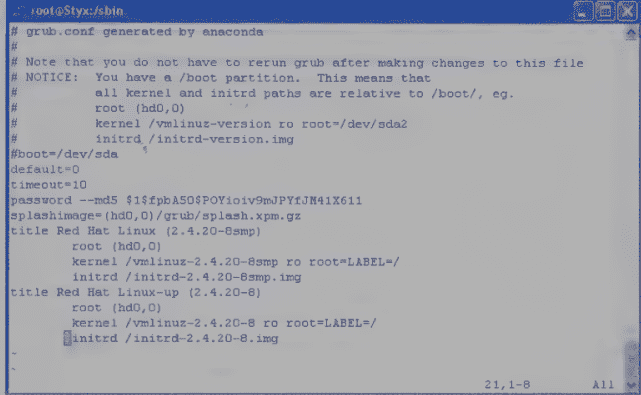 root@Styx:/sbin
# grub.conf generated by anaconda
#
# Note that you do not have to rerun grub after making changes to this file
# NOTICE:  You have a /boot partition.  This means that
#          all kernel and initrd paths are relative to /boot/, eg.
#          root (hd0,0)
#          kernel /vmlinuz-version ro root=/dev/sda2
#          initrd /initrd-version.img
#boot=/dev/sda
default=0
timeout=10
password --md5 $1$fpbA50$POYioiv9mJPYfJN41X611
splashimage=(hd0,0)/grub/splash.xpm.gz
title Red Hat Linux (2.4.20-8smp)
        root (hd0,0)
        kernel /vmlinuz-2.4.20-8smp ro root=LABEL=/
        initrd /initrd-2.4.20-8smp.img
title Red Hat Linux-up (2.4.20-8)
        root (hd0,0)
        kernel /vmlinuz-2.4.20-8 ro root=LABEL=/
        initrd /initrd-2.4.20-8.img
~
~
21,1-8        All